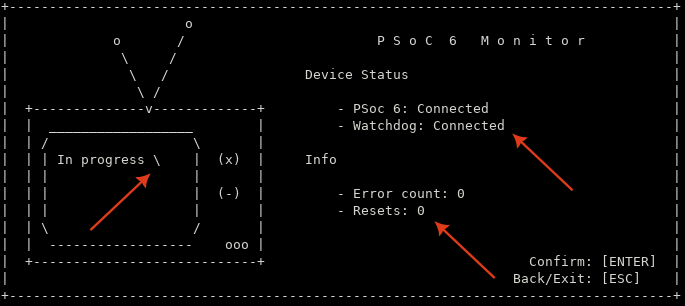 P S o C 6 M o n i t o r
Device Status
- PSoc 6: Connected
- Watchdog: Connected
In progress \
(x)
(-)
ooo
Info
- Error count: 0
- Resets: 0
Confirm: [ENTER]
Back/Exit: [ESC]